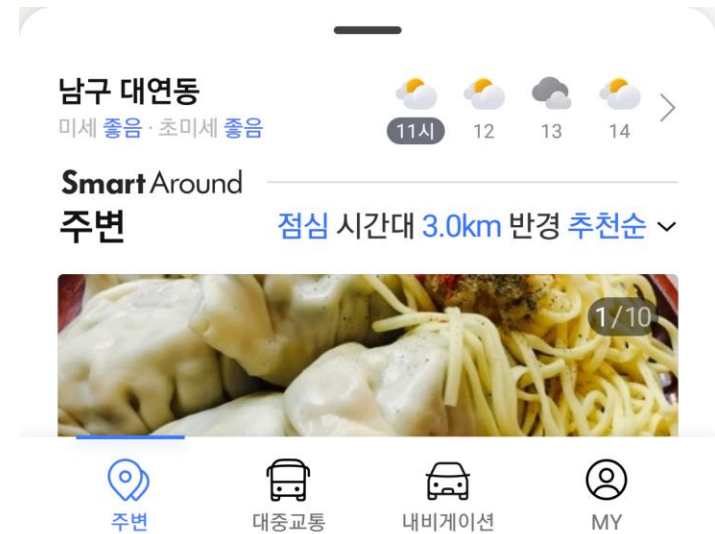 남구 대연동
미세 좋음 · 초미세 좋음
11시 12 13 14
Smart Around
주변 점심 시간대 3.0km 반경 추천순
1/10
주변 대중교통 내비게이션 MY